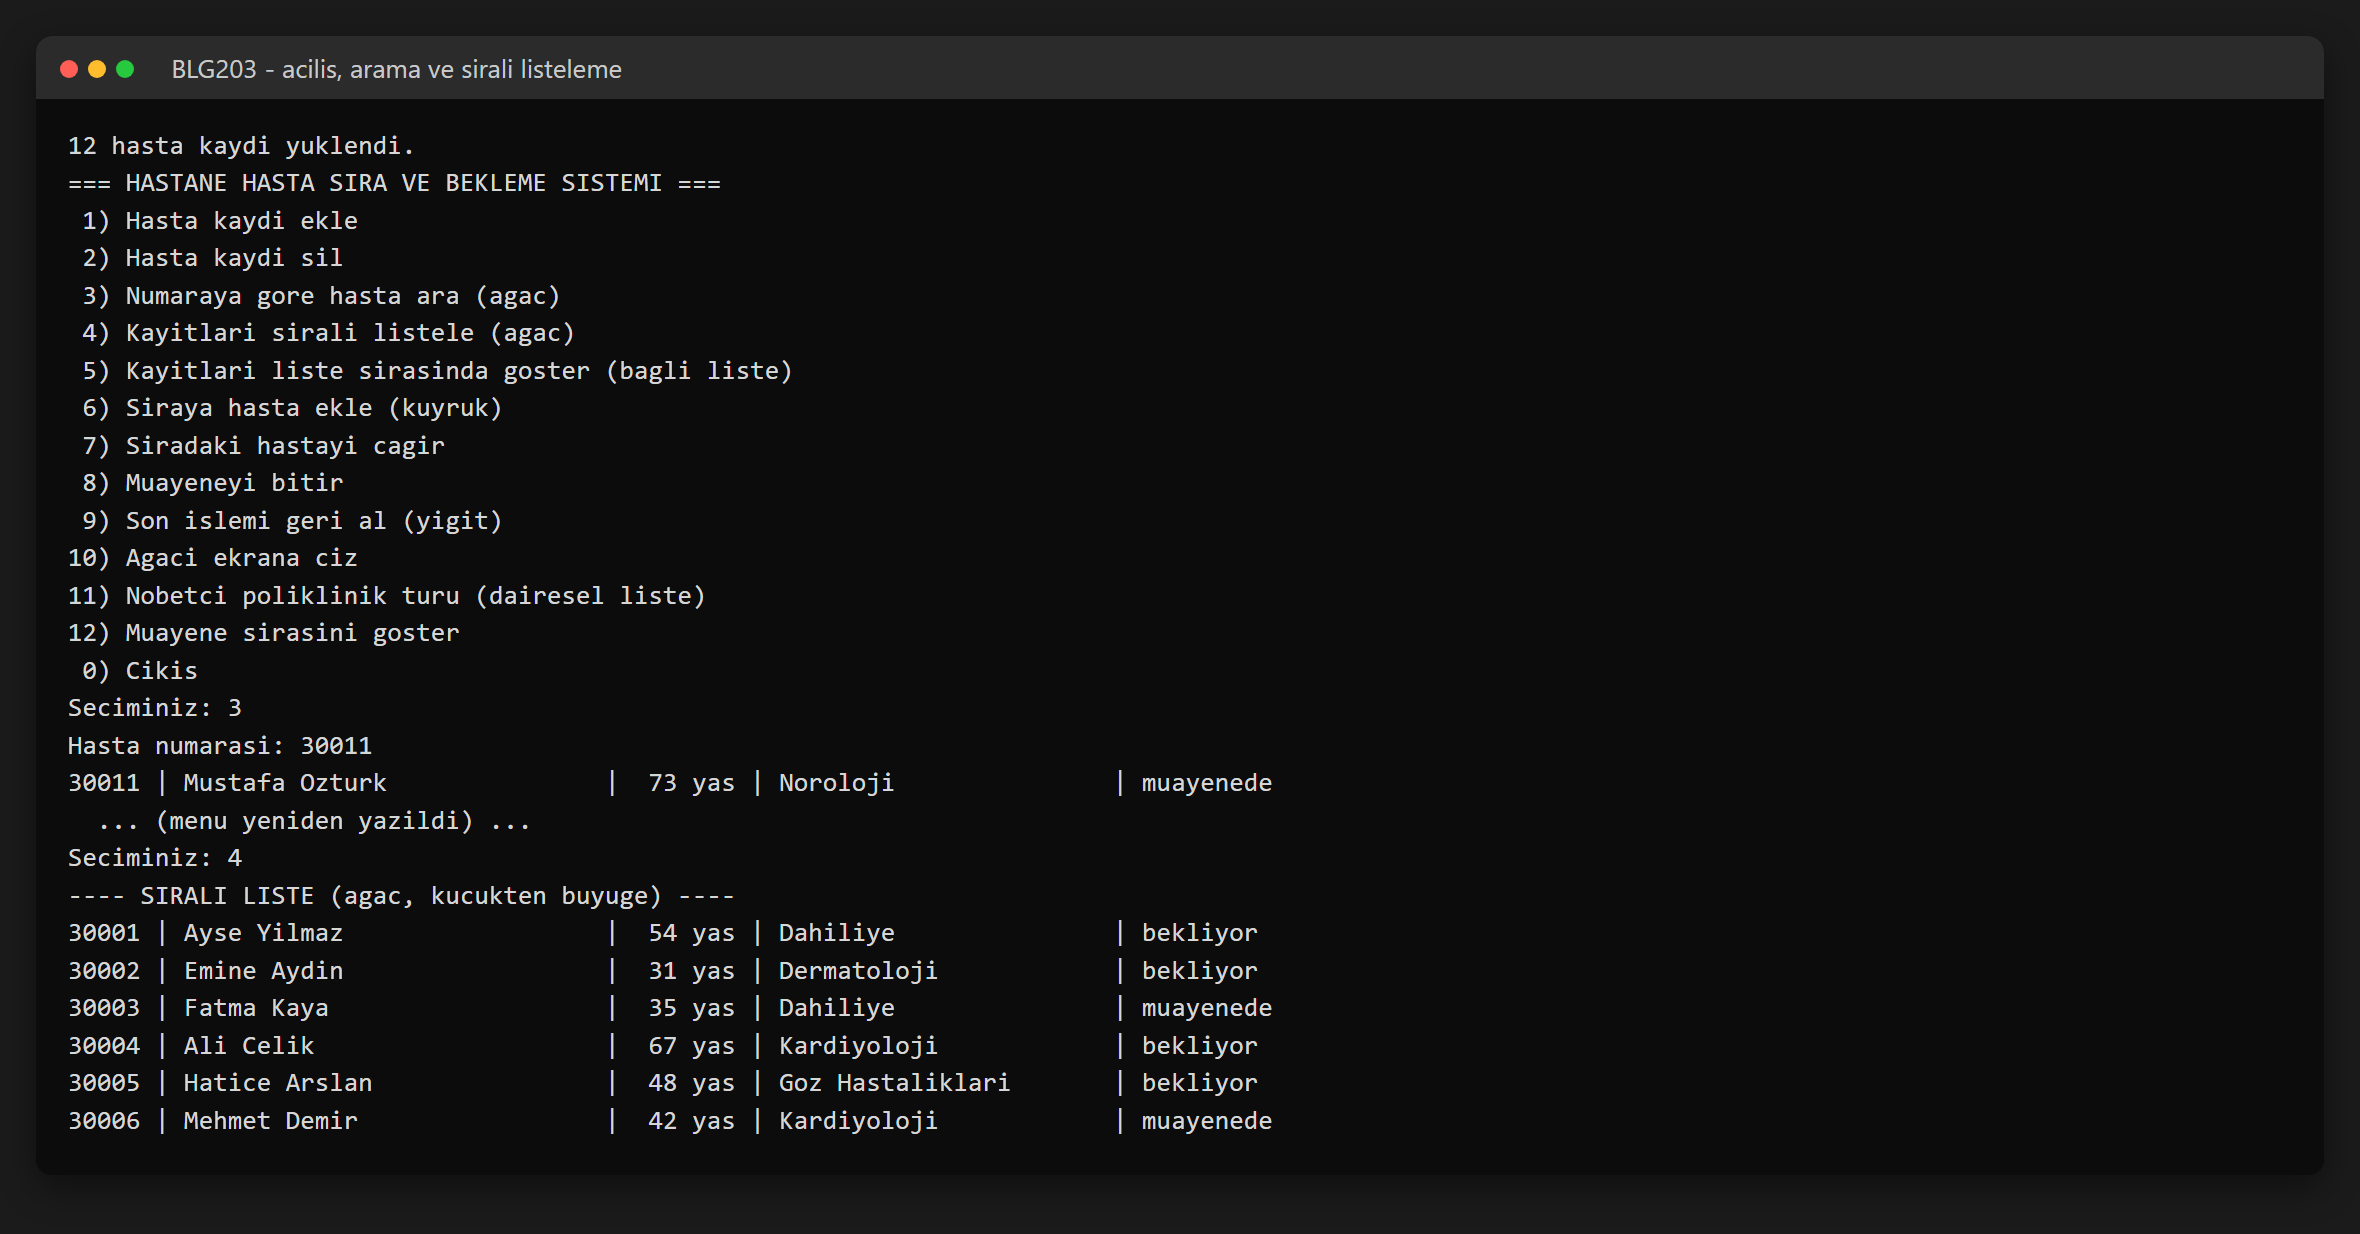 BLG203 - acilis, arama ve sirali listeleme
12 hasta kaydi yuklendi.
=== HASTANE HASTA SIRA VE BEKLEME SISTEMI ===
 1) Hasta kaydi ekle
 2) Hasta kaydi sil
 3) Numaraya gore hasta ara (agac)
 4) Kayitlari sirali listele (agac)
 5) Kayitlari liste sirasinda goster (bagli liste)
 6) Siraya hasta ekle (kuyruk)
 7) Siradaki hastayi cagir
 8) Muayeneyi bitir
 9) Son islemi geri al (yigit)
10) Agaci ekrana ciz
11) Nobetci poliklinik turu (dairesel liste)
12) Muayene sirasini goster
 0) Cikis
Seciminiz: 3
Hasta numarasi: 30011
30011 | Mustafa Ozturk               |  73 yas | Noroloji               | muayenede
  ... (menu yeniden yazildi) ...
Seciminiz: 4
---- SIRALI LISTE (agac, kucukten buyuge) ----
30001 | Ayse Yilmaz                  |  54 yas | Dahiliye               | bekliyor
30002 | Emine Aydin                  |  31 yas | Dermatoloji            | bekliyor
30003 | Fatma Kaya                   |  35 yas | Dahiliye               | muayenede
30004 | Ali Celik                    |  67 yas | Kardiyoloji            | bekliyor
30005 | Hatice Arslan                |  48 yas | Goz Hastaliklari       | bekliyor
30006 | Mehmet Demir                 |  42 yas | Kardiyoloji            | muayenede